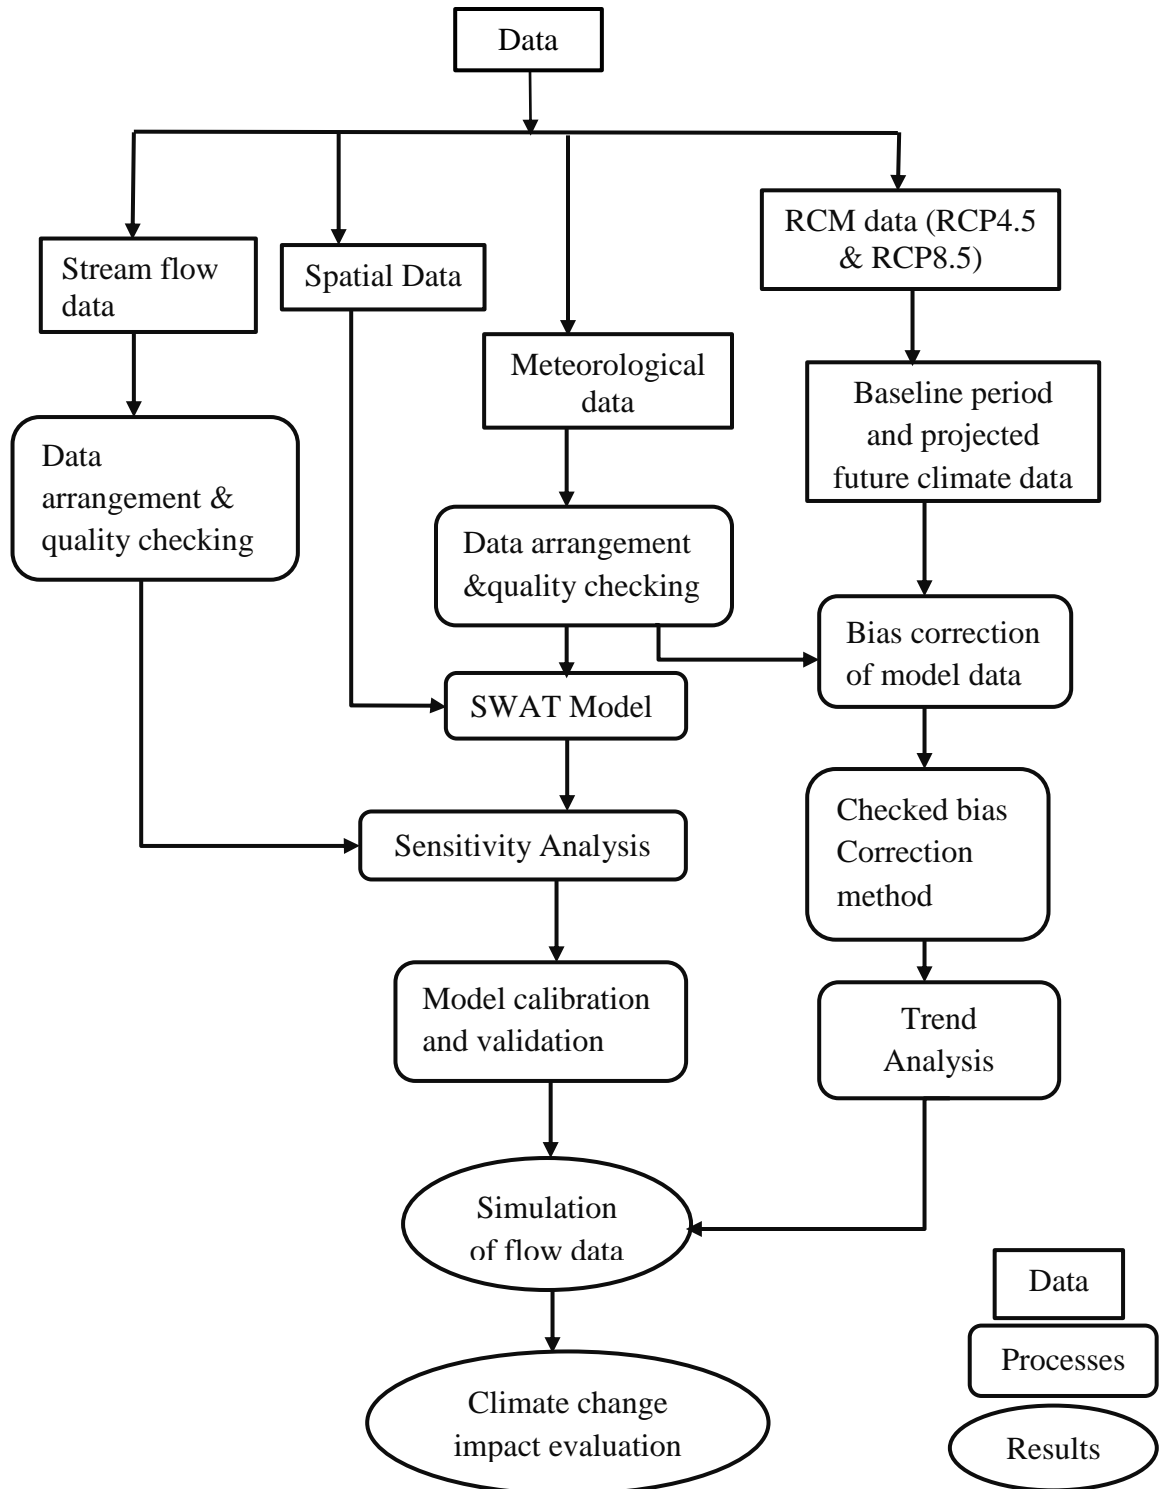 Data
RCM data (RCP4.5
& RCP8.5)
Stream flow
data
Spatial Data
Meteorological
data
Baseline period
and projected
future climate data
Data
arrangement &
quality checking
Data arrangement
&quality checking
Bias correction
of model data
SWAT Model
Checked bias
Correction
method
Sensitivity Analysis
Model calibration
and validation
Trend
Analysis
Simulation
of flow data
Data
Processes
Climate change
impact evaluation
Results